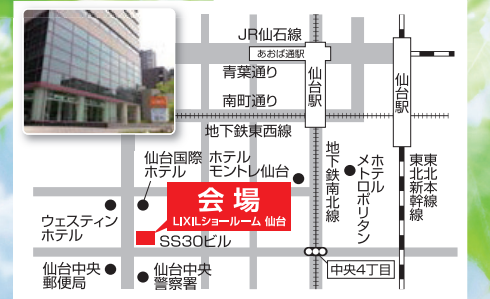 JR仙石線
あおば通駅
青葉通り
仙台駅
仙台駅
南町通り
地下鉄東西線
仙台国際
ホテル
ホテル
モントレ仙台
地下鉄南北線
ホテル
メトロポリタン
東北本線
東北新幹線
会場
LIXILショールーム 仙台
ウェスティン
ホテル
SS30ビル
中央4丁目
仙台中央
郵便局
仙台中央
警察署